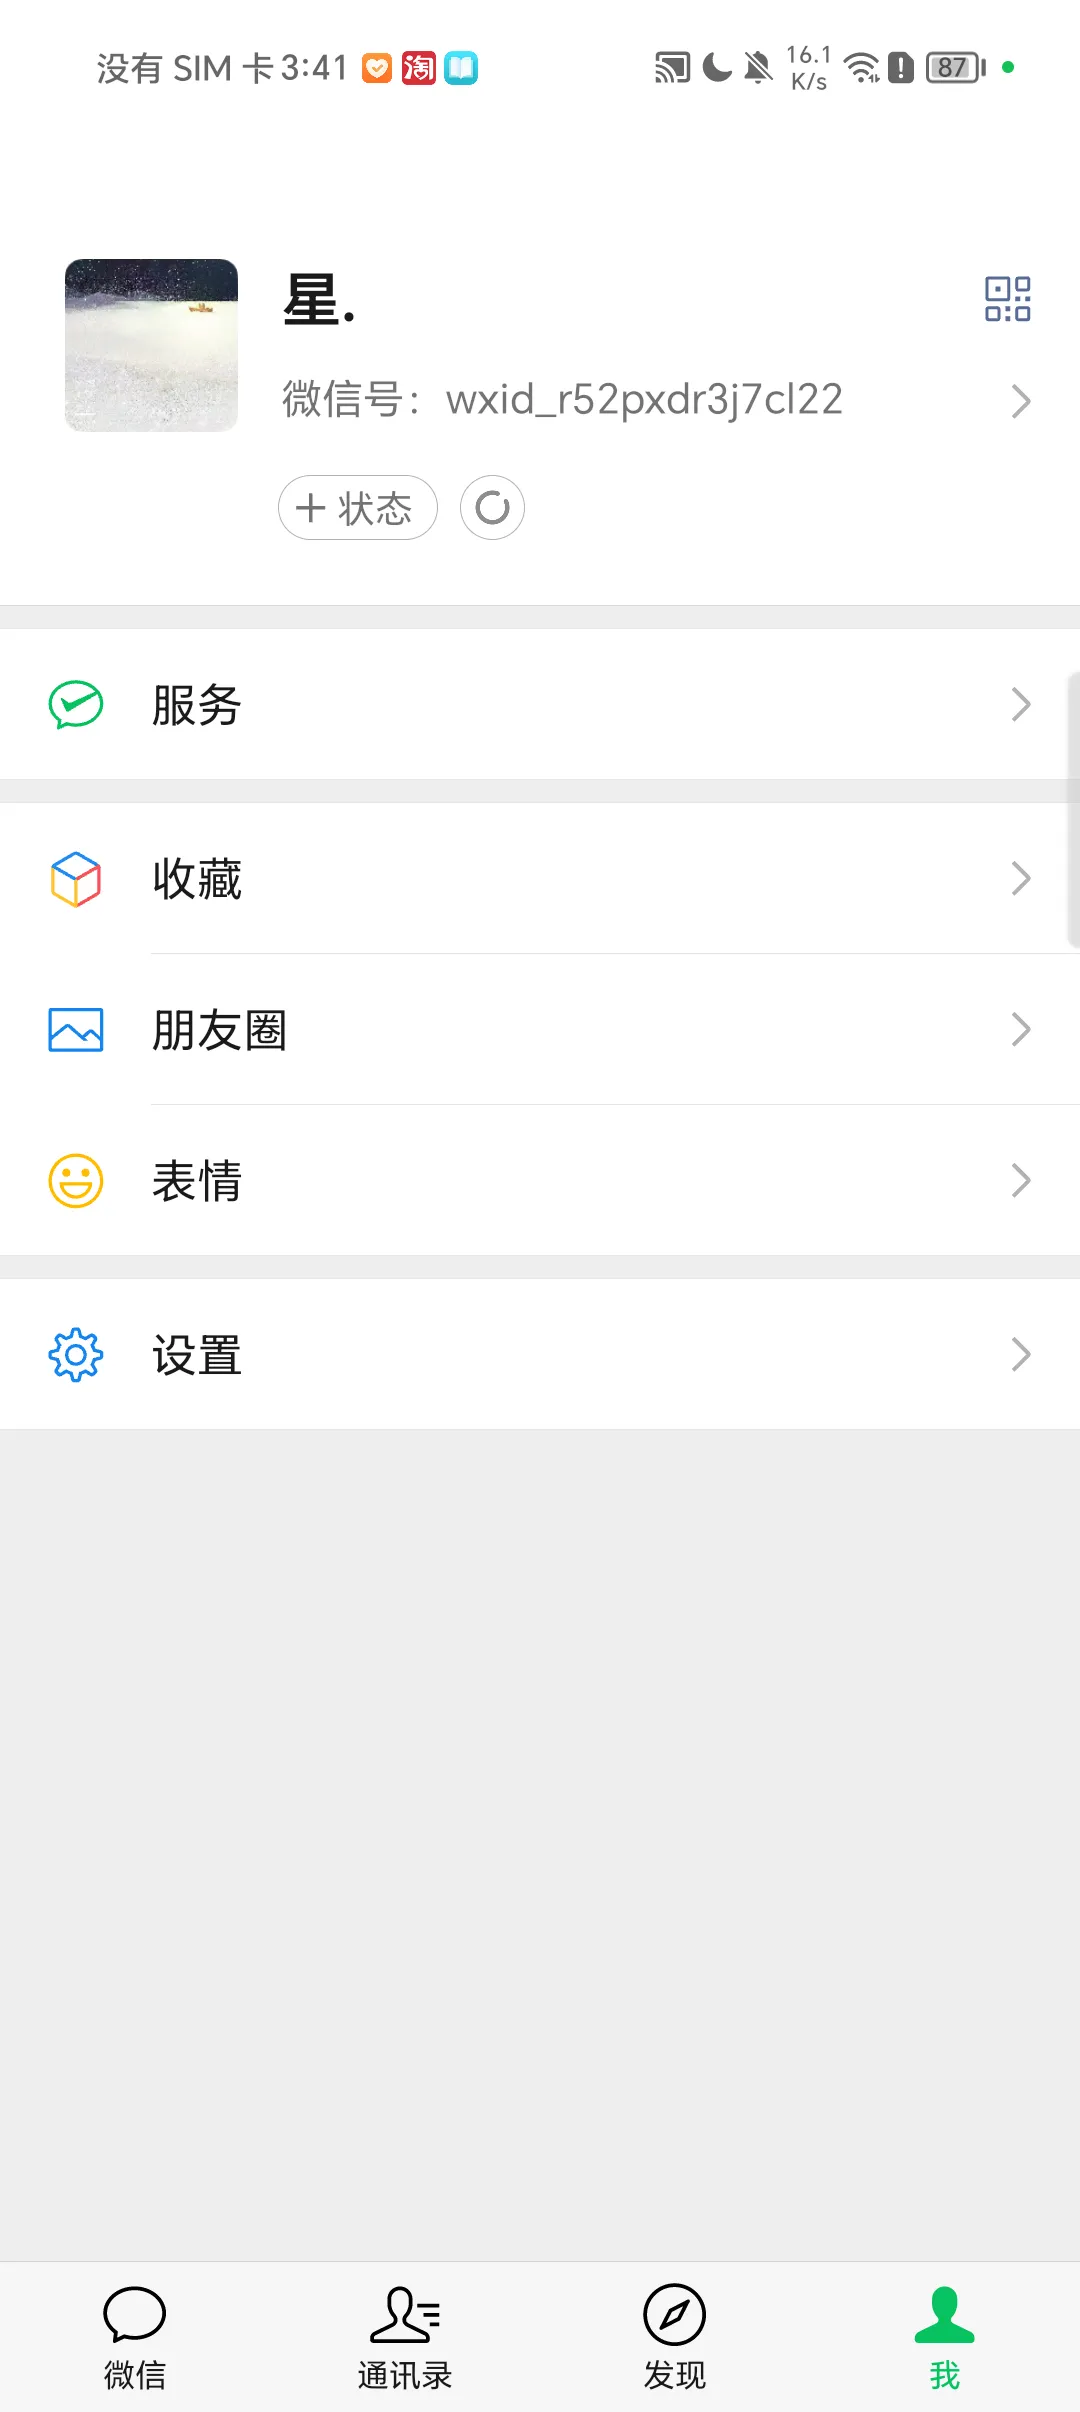 没有 SIM 卡 3:41 淘 16.1 K/s 87
星.
微信号：wxid_r52pxdr3j7cl22
状态
服务
收藏
朋友圈
表情
设置
微信 通讯录 发现 我